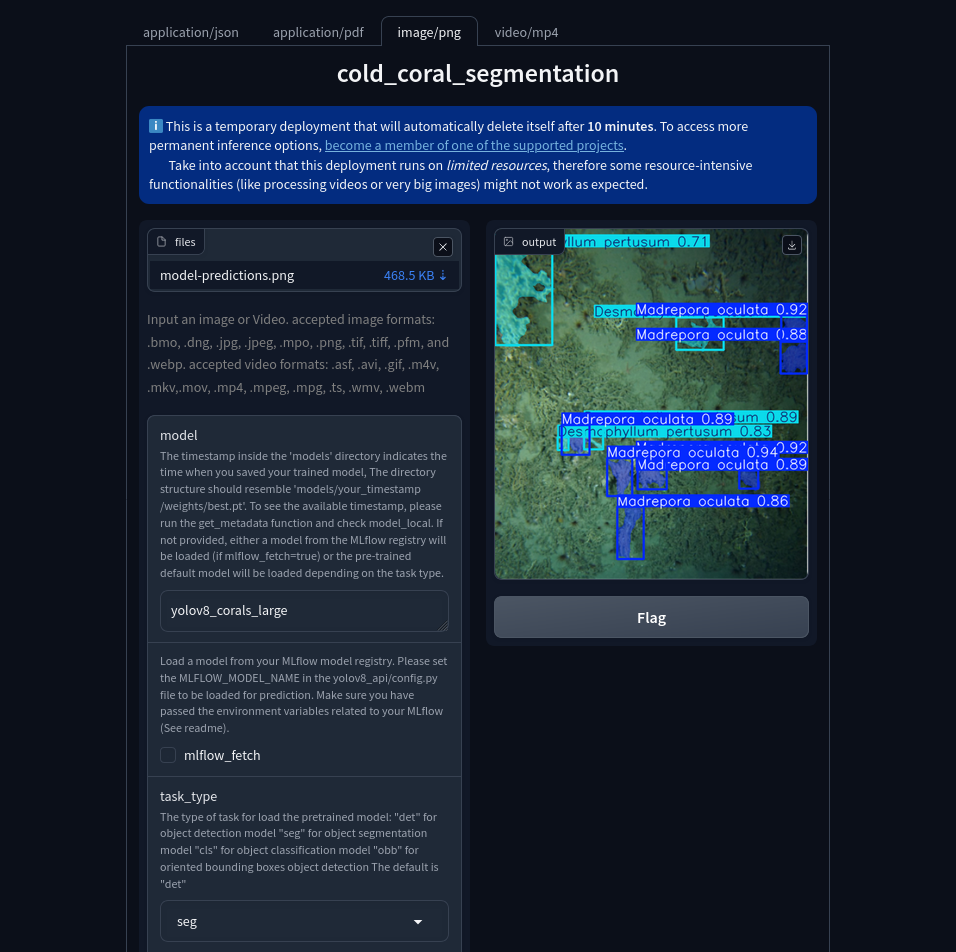 application/json
application/pdf
image/png
video/mp4
cold_coral_segmentation
ℹ️ This is a temporary deployment that will automatically delete itself after 10 minutes. To access more
permanent inference options, become a member of one of the supported projects.
Take into account that this deployment runs on limited resources, therefore some resource-intensive
functionalities (like processing videos or very big images) might not work as expected.
files
model-predictions.png 468.5 KB ↓
Input an image or Video. accepted image formats:
.bmo, .dng, .jpg, .jpeg, .mpo, .png, .tif, .tiff, .pfm, and
.webp. accepted video formats: .asf, .avi, .gif, .m4v,
.mkv,.mov, .mp4, .mpeg, .mpg, .ts, .wmv, .webm
model
The timestamp inside the 'models' directory indicates the
time when you saved your trained model, The directory
structure should resemble 'models/your_timestamp
/weights/best.pt'. To see the available timestamp, please
run the get_metadata function and check model_local. If
not provided, either a model from the MLflow registry will
be loaded (if mlflow_fetch=true) or the pre-trained
default model will be loaded depending on the task type.
yolov8_corals_large
Load a model from your MLflow model registry. Please set
the MLFLOW_MODEL_NAME in the yolov8_api/config.py
file to be loaded for prediction. Make sure you have
passed the environment variables related to your MLflow
(See readme).
mlflow_fetch
task_type
The type of task for load the pretrained model: "det" for
object detection model "seg" for object segmentation
model "cls" for object classification model "obb" for
oriented bounding boxes object detection The default is
"det"
seg
output
yllum pertusum 0.71
Madrepora oculata 0.92
Madrepora oculata 0.88
Madrepora oculata 0.89
um 0.89
Desmophyllum pertusum 0.83
0.92
Madrepora oculata 0.94
Madrepora oculata 0.89
Madrepora oculata 0.86
Flag